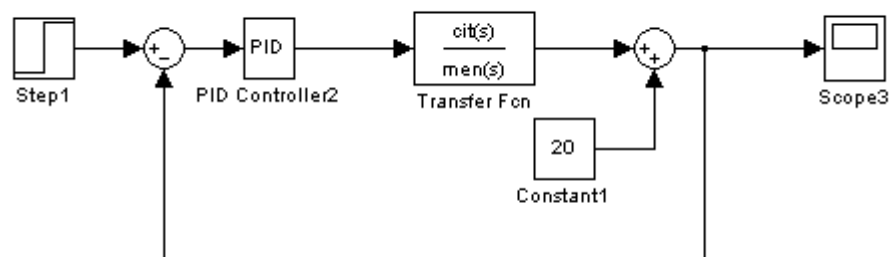 Step1
+
−
PID
PID Controller2
cit(s)
men(s)
Transfer Fcn
+
+
20
Constant1
Scope3